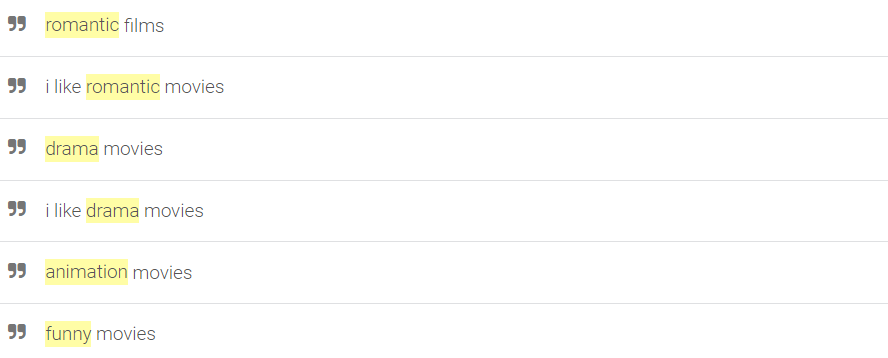 romantic films
i like romantic movies
drama movies
i like drama movies
animation movies
funny movies